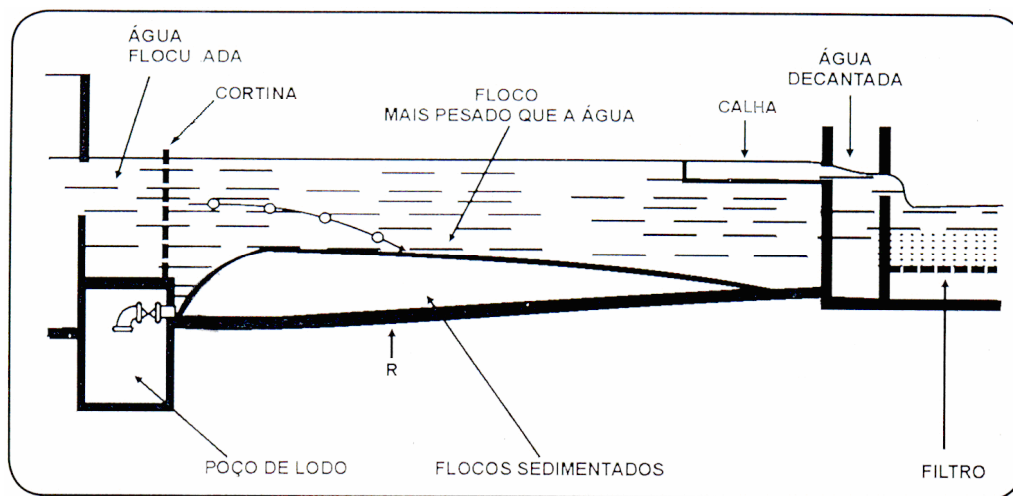 ÁGUA
FLOCU ADA
CORTINA
FLOCO
MAIS PESADO QUE A ÁGUA
CALHA
ÁGUA
DECANTADA
R
POÇO DE LODO
FLOCOS SEDIMENTADOS
FILTRO